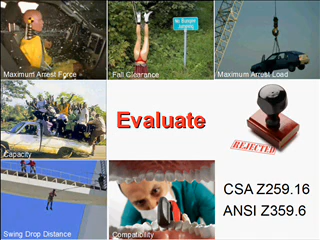 No Bungee
Jumping
Maximum Arrest Force
Fall Clearance
Maximum Arrest Load
Evaluate
REJECTED
Capacity
CSA Z259.16
ANSI Z359.6
Swing Drop Distance
Compatibility